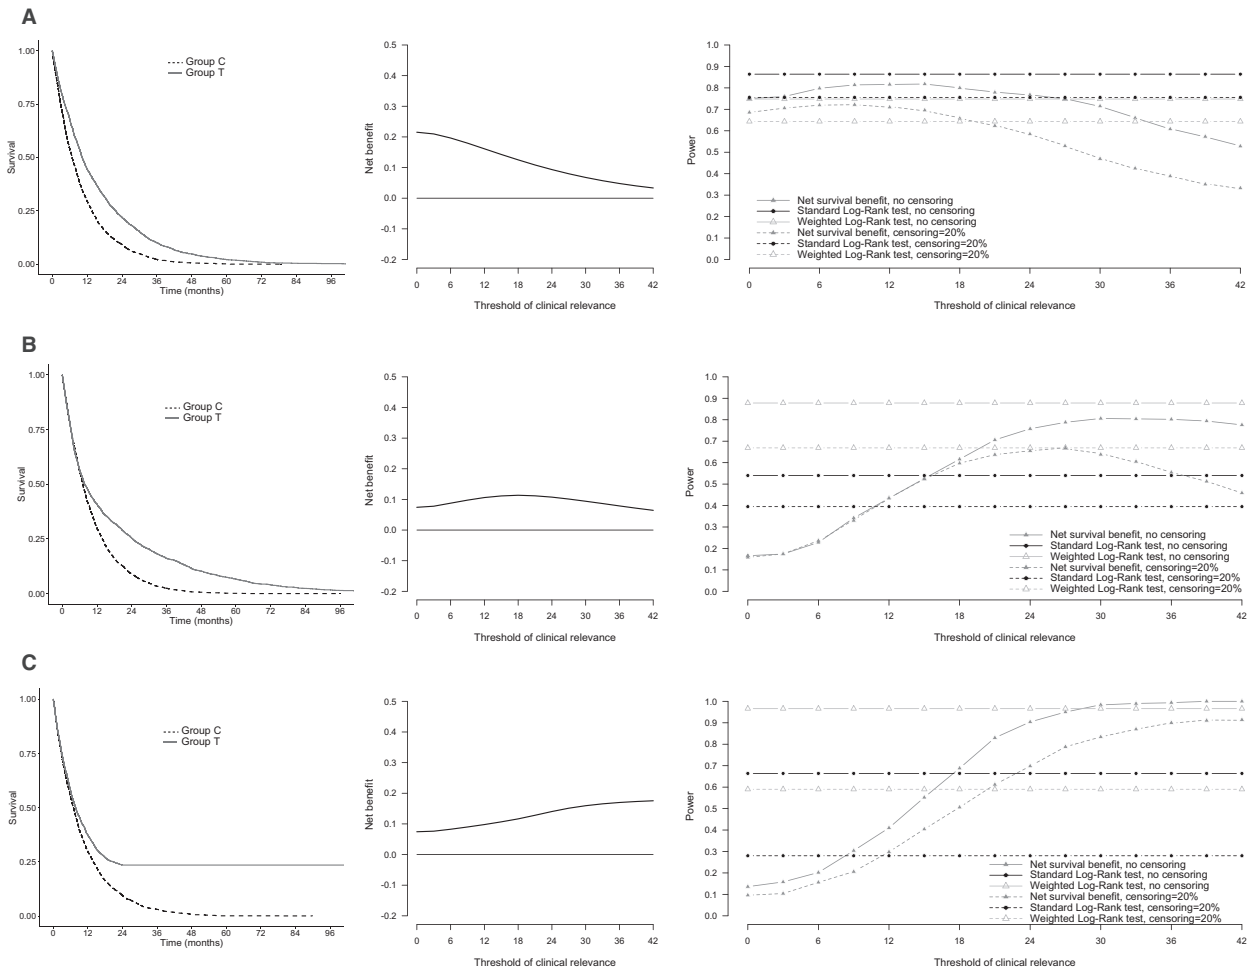 A
1.00
0.75
0.50
0.25
0.00
Survival
0 12 24 36 48 60 72 84 96
Time (months)
Group C
Group T
0.5
0.4
0.3
0.2
0.1
0.0
-0.1
-0.2
Net benefit
0 6 12 18 24 30 36 42
Threshold of clinical relevance
1.0
0.9
0.8
0.7
0.6
0.5
0.4
0.3
0.2
0.1
0.0
Power
Net survival benefit, no censoring
Standard Log-Rank test, no censoring
Weighted Log-Rank test, no censoring
Net survival benefit, censoring=20%
Standard Log-Rank test, censoring=20%
Weighted Log-Rank test, censoring=20%
0 6 12 18 24 30 36 42
Threshold of clinical relevance
B
1.00
0.75
0.50
0.25
0.00
Survival
0 12 24 36 48 60 72 84 96
Time (months)
Group C
Group T
0.5
0.4
0.3
0.2
0.1
0.0
-0.1
-0.2
Net benefit
0 6 12 18 24 30 36 42
Threshold of clinical relevance
1.0
0.9
0.8
0.7
0.6
0.5
0.4
0.3
0.2
0.1
0.0
Power
Net survival benefit, no censoring
Standard Log-Rank test, no censoring
Weighted Log-Rank test, no censoring
Net survival benefit, censoring=20%
Standard Log-Rank test, censoring=20%
Weighted Log-Rank test, censoring=20%
0 6 12 18 24 30 36 42
Threshold of clinical relevance
C
1.00
0.75
0.50
0.25
0.00
Survival
0 12 24 36 48 60 72 84 96
Time (months)
Group C
Group T
0.5
0.4
0.3
0.2
0.1
0.0
-0.1
-0.2
Net benefit
0 6 12 18 24 30 36 42
Threshold of clinical relevance
1.0
0.9
0.8
0.7
0.6
0.5
0.4
0.3
0.2
0.1
0.0
Power
Net survival benefit, no censoring
Standard Log-Rank test, no censoring
Weighted Log-Rank test, no censoring
Net survival benefit, censoring=20%
Standard Log-Rank test, censoring=20%
Weighted Log-Rank test, censoring=20%
0 6 12 18 24 30 36 42
Threshold of clinical relevance